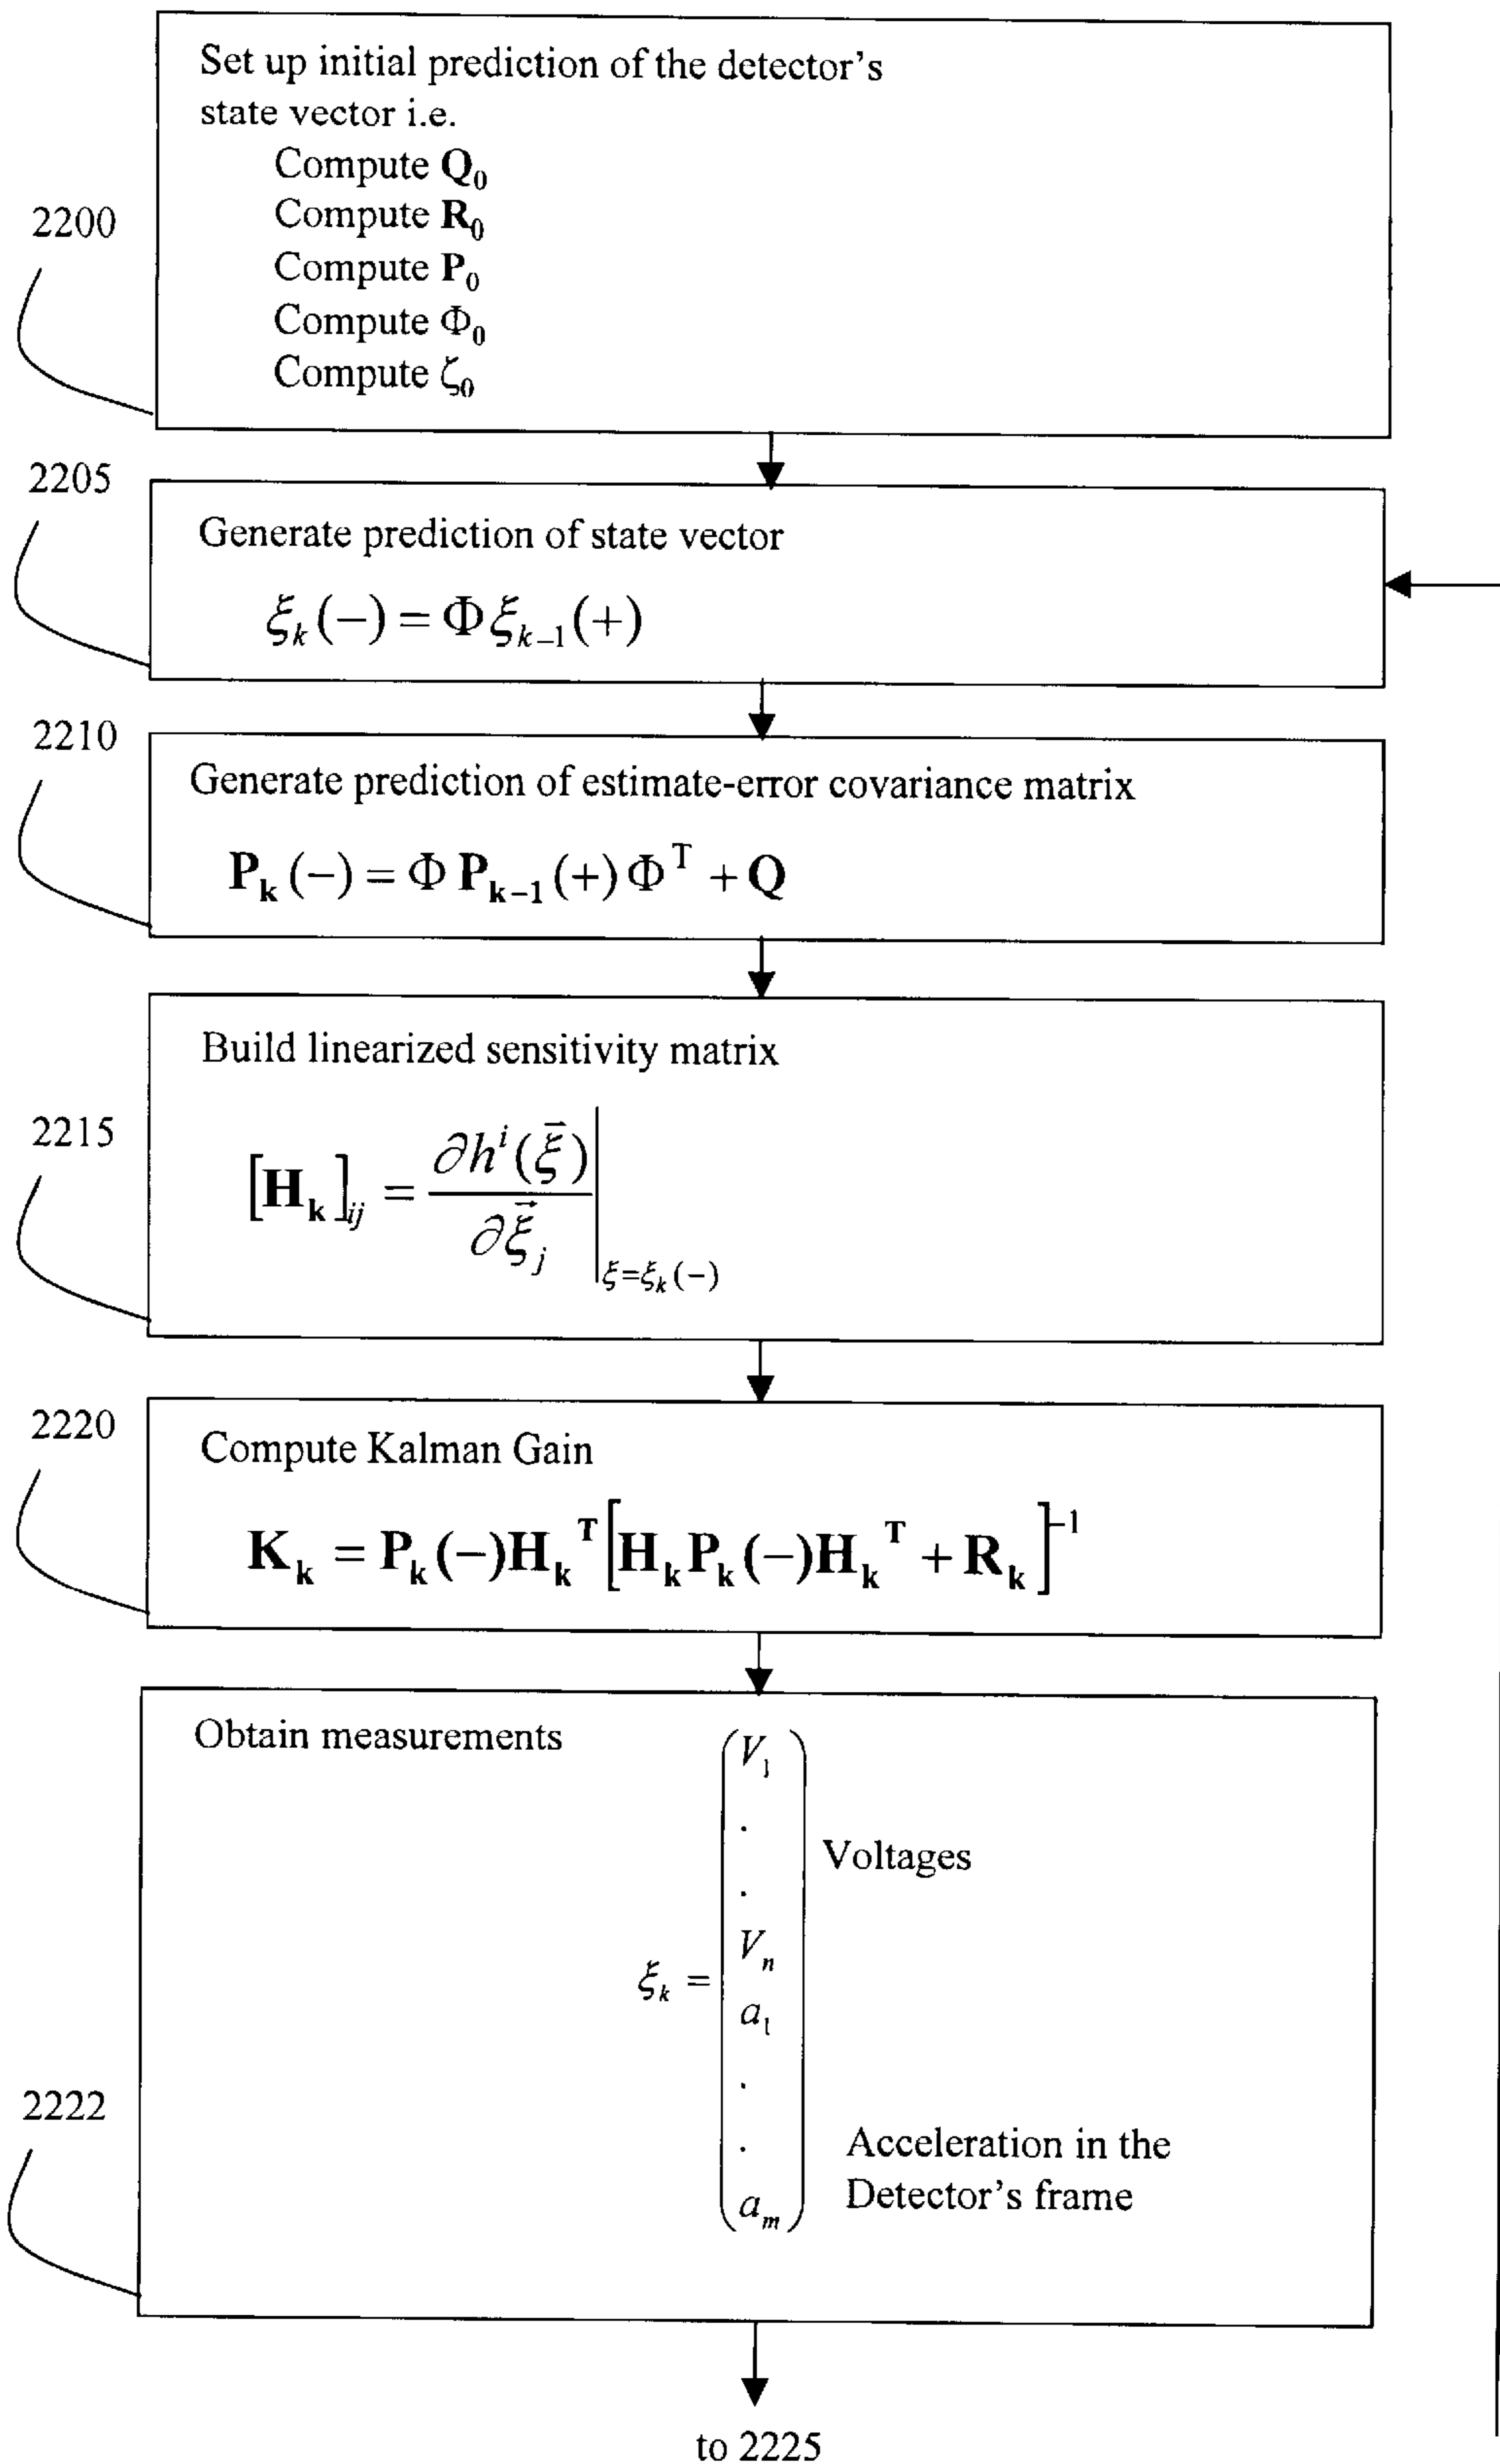 Set up initial prediction of the detector's
state vector i.e.
Compute Q₀
Compute R₀
Compute P₀
Compute Φ₀
Compute ζ₀
2200
2205
Generate prediction of state vector
ξₖ(−) = Φ ξₖ₋₁(+)
2210
Generate prediction of estimate-error covariance matrix
Pₖ(−) = Φ Pₖ₋₁(+) Φᵀ + Q
2215
Build linearized sensitivity matrix
[Hₖ]ᵢⱼ = ∂hⁱ(ξ⃗) / ∂ξ⃗ⱼ |ξ=ξₖ(−)
2220
Compute Kalman Gain
Kₖ = Pₖ(−)Hₖᵀ[HₖPₖ(−)Hₖᵀ + Rₖ]⁻¹
2222
Obtain measurements
V₁
.
.
Vₙ
ξₖ =
a₁
.
.
aₘ
Voltages
Acceleration in the
Detector's frame
to 2225